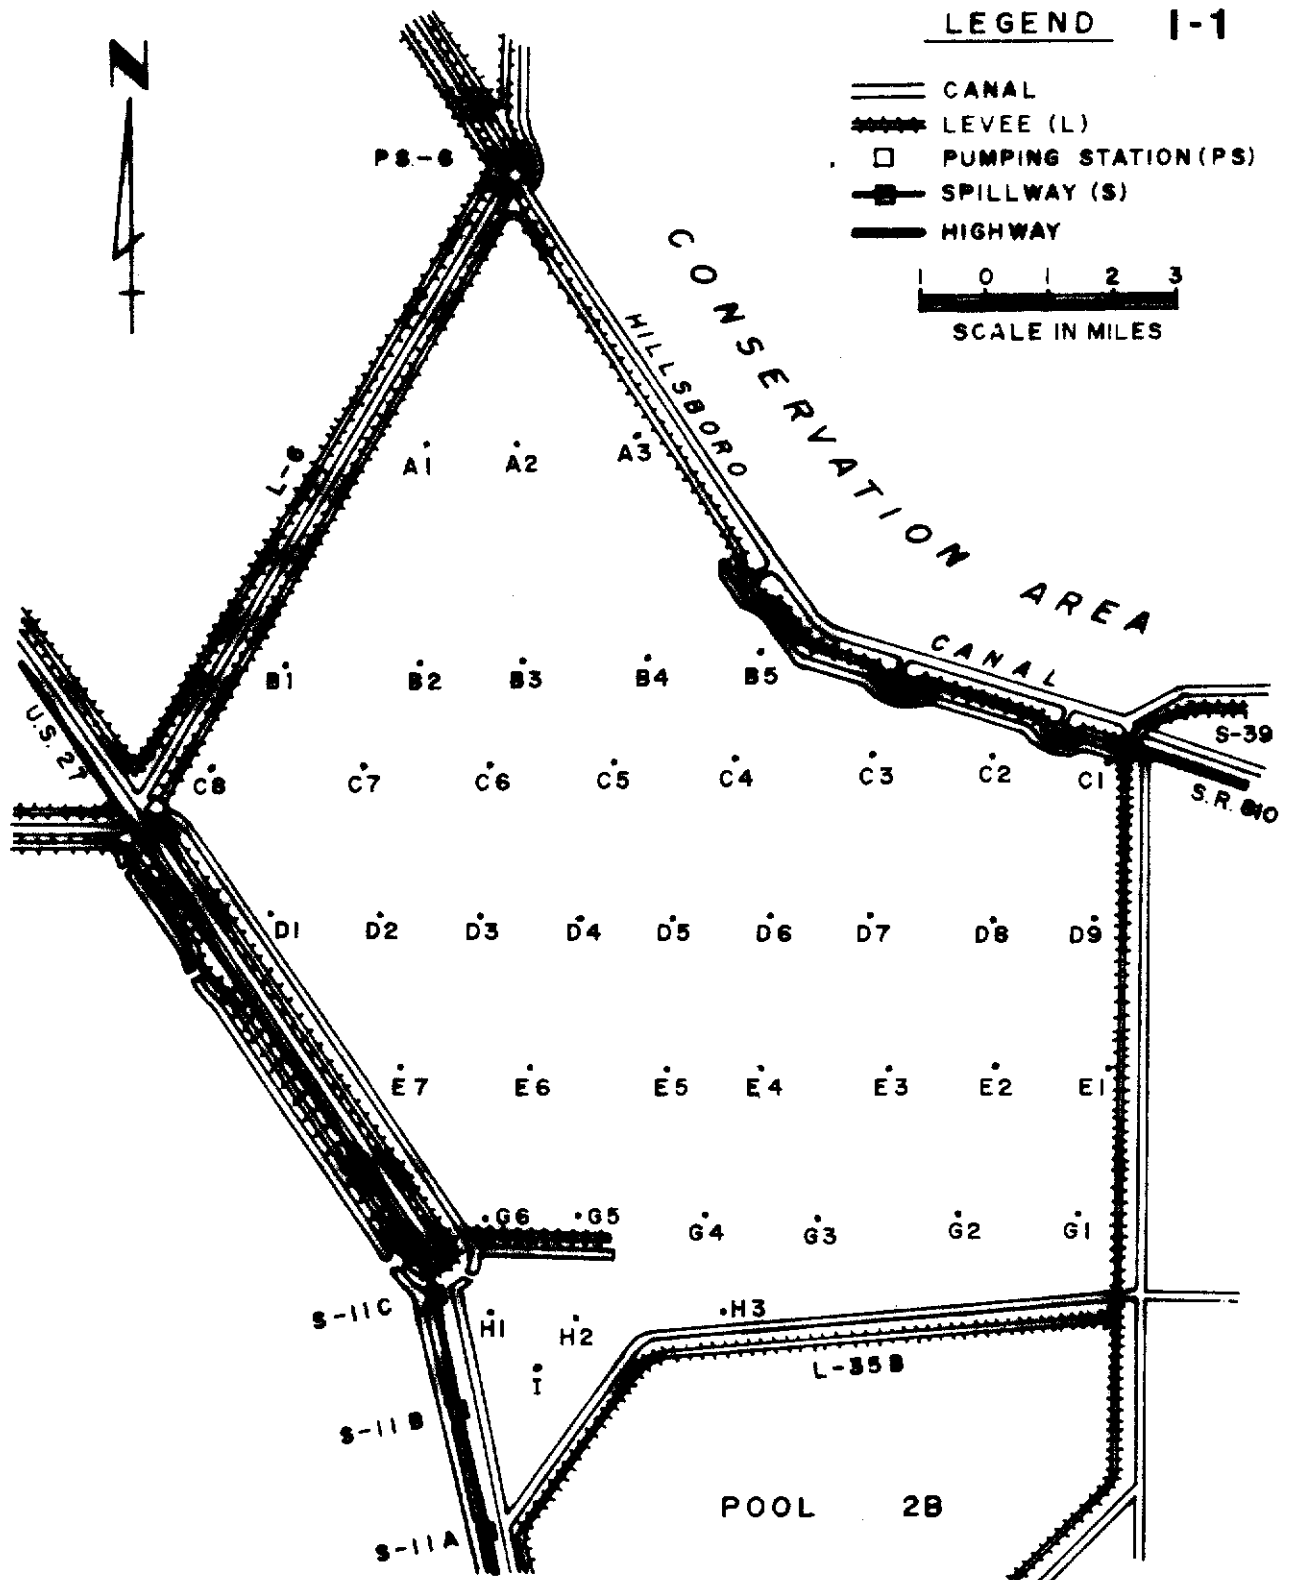 LEGEND I-1
N
CANAL
LEVEE (L)
PUMPING STATION (PS)
SPILLWAY (S)
HIGHWAY
1 0 1 2 3
SCALE IN MILES
PS-6
CONSERVATION AREA
HILLSBORO
CANAL
L-6
A1 A2 A3
B1 B2 B3 B4 B5
U.S. 27
S-39
C8 C7 C6 C5 C4 C3 C2 C1
S.R. 810
D1 D2 D3 D4 D5 D6 D7 D8 D9
E7 E6 E5 E4 E3 E2 E1
G6 G5 G4 G3 G2 G1
S-11C
H1 H2 H3
L-35B
I
S-11B
POOL 2B
S-11A